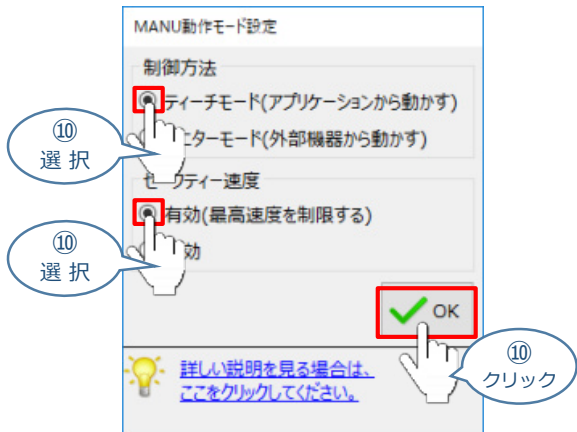 MANU動作モード設定
制御方法
ティーチモード(アプリケーションから動かす)
ターモード(外部機器から動かす)
⑩
選 択
ティー速度
有効(最高速度を制限する)
効
⑩
選 択
OK
⑩
クリック
詳しい説明を見る場合は、
ここをクリックしてください。